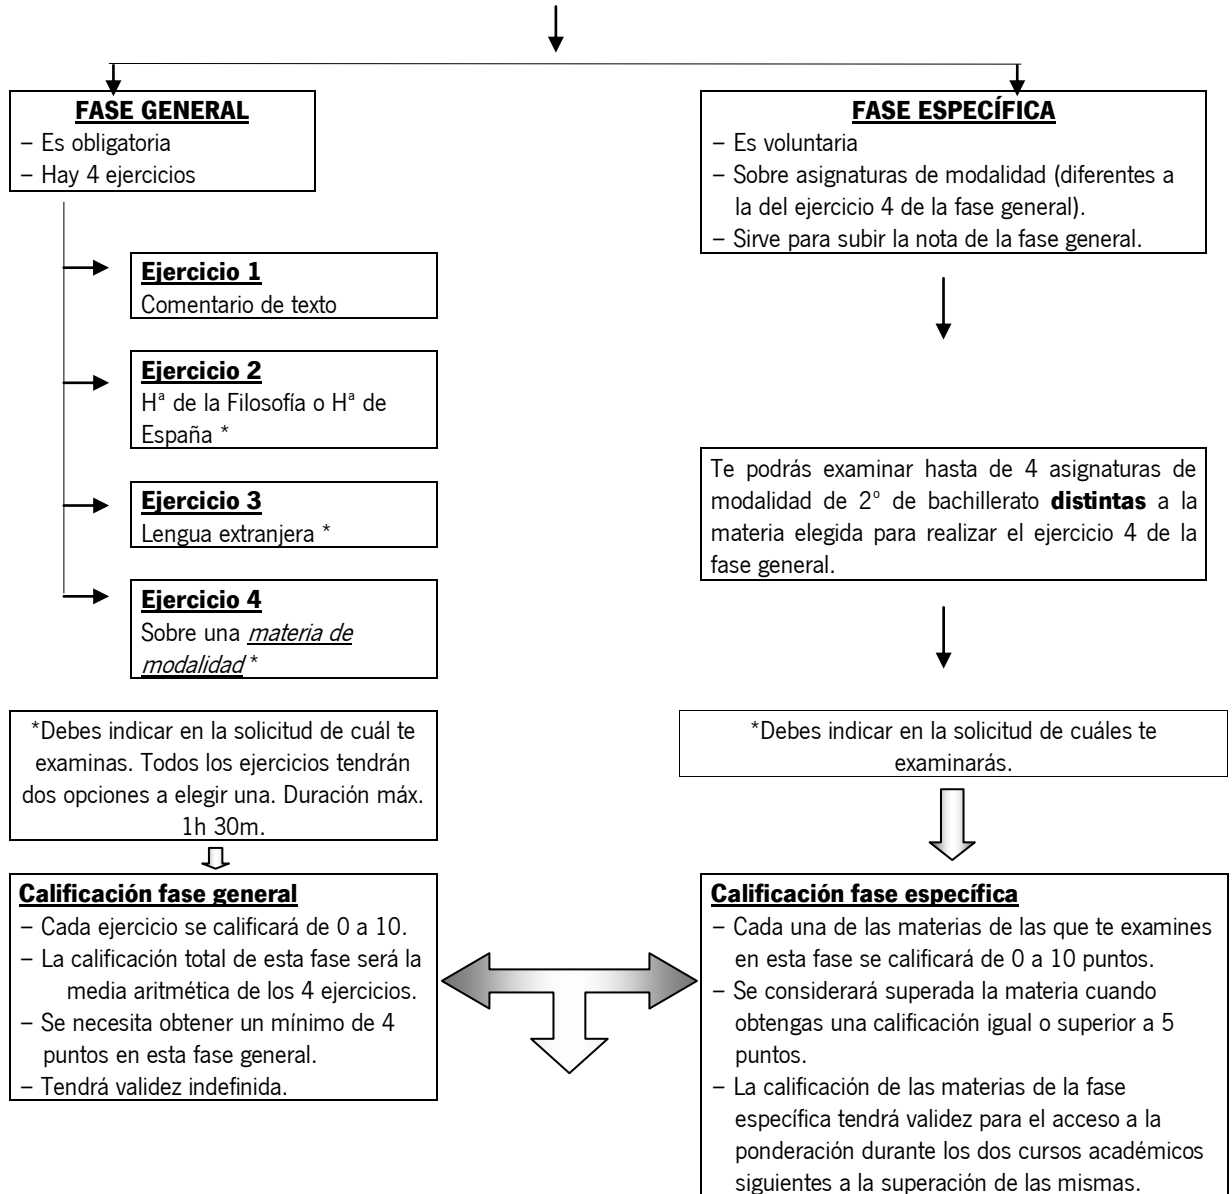 FASE GENERAL
– Es obligatoria
– Hay 4 ejercicios
Ejercicio 1
Comentario de texto
Ejercicio 2
Hª de la Filosofía o Hª de
España *
Ejercicio 3
Lengua extranjera *
Ejercicio 4
Sobre una materia de
modalidad *
*Debes indicar en la solicitud de cuál te
examinas. Todos los ejercicios tendrán
dos opciones a elegir una. Duración máx.
1h 30m.
Calificación fase general
– Cada ejercicio se calificará de 0 a 10.
– La calificación total de esta fase será la
media aritmética de los 4 ejercicios.
– Se necesita obtener un mínimo de 4
puntos en esta fase general.
– Tendrá validez indefinida.
FASE ESPECÍFICA
– Es voluntaria
– Sobre asignaturas de modalidad (diferentes a
la del ejercicio 4 de la fase general).
– Sirve para subir la nota de la fase general.
Te podrás examinar hasta de 4 asignaturas de
modalidad de 2º de bachillerato distintas a la
materia elegida para realizar el ejercicio 4 de la
fase general.
*Debes indicar en la solicitud de cuáles te
examinarás.
Calificación fase específica
– Cada una de las materias de las que te examines
en esta fase se calificará de 0 a 10 puntos.
– Se considerará superada la materia cuando
obtengas una calificación igual o superior a 5
puntos.
– La calificación de las materias de la fase
específica tendrá validez para el acceso a la
ponderación durante los dos cursos académicos
siguientes a la superación de las mismas.